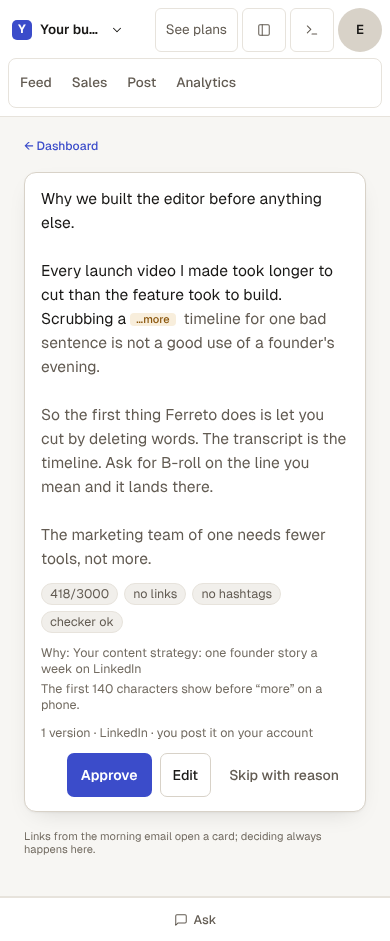 Y Your bu... See plans E
Feed Sales Post Analytics
← Dashboard
Why we built the editor before anything
else.
Every launch video I made took longer to
cut than the feature took to build.
Scrubbing a …more timeline for one bad
sentence is not a good use of a founder's
evening.
So the first thing Ferreto does is let you
cut by deleting words. The transcript is the
timeline. Ask for B-roll on the line you
mean and it lands there.
The marketing team of one needs fewer
tools, not more.
418/3000 no links no hashtags
checker ok
Why: Your content strategy: one founder story a
week on LinkedIn
The first 140 characters show before “more” on a
phone.
1 version · LinkedIn · you post it on your account
Approve Edit Skip with reason
Links from the morning email open a card; deciding always
happens here.
Ask